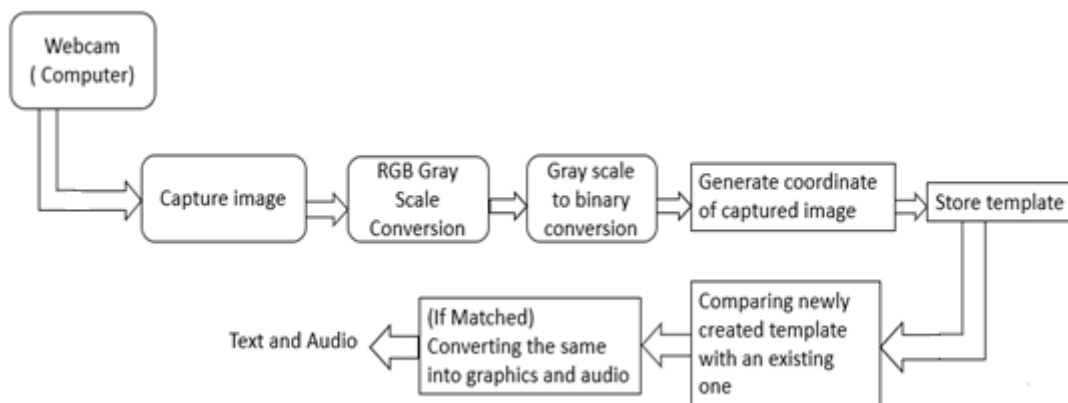 Webcam
( Computer)
Capture image
RGB Gray
Scale
Conversion
Gray scale
to binary
conversion
Generate coordinate
of captured image
Store template
Comparing newly
created template
with an existing
one
(If Matched)
Converting the same
into graphics and audio
Text and Audio